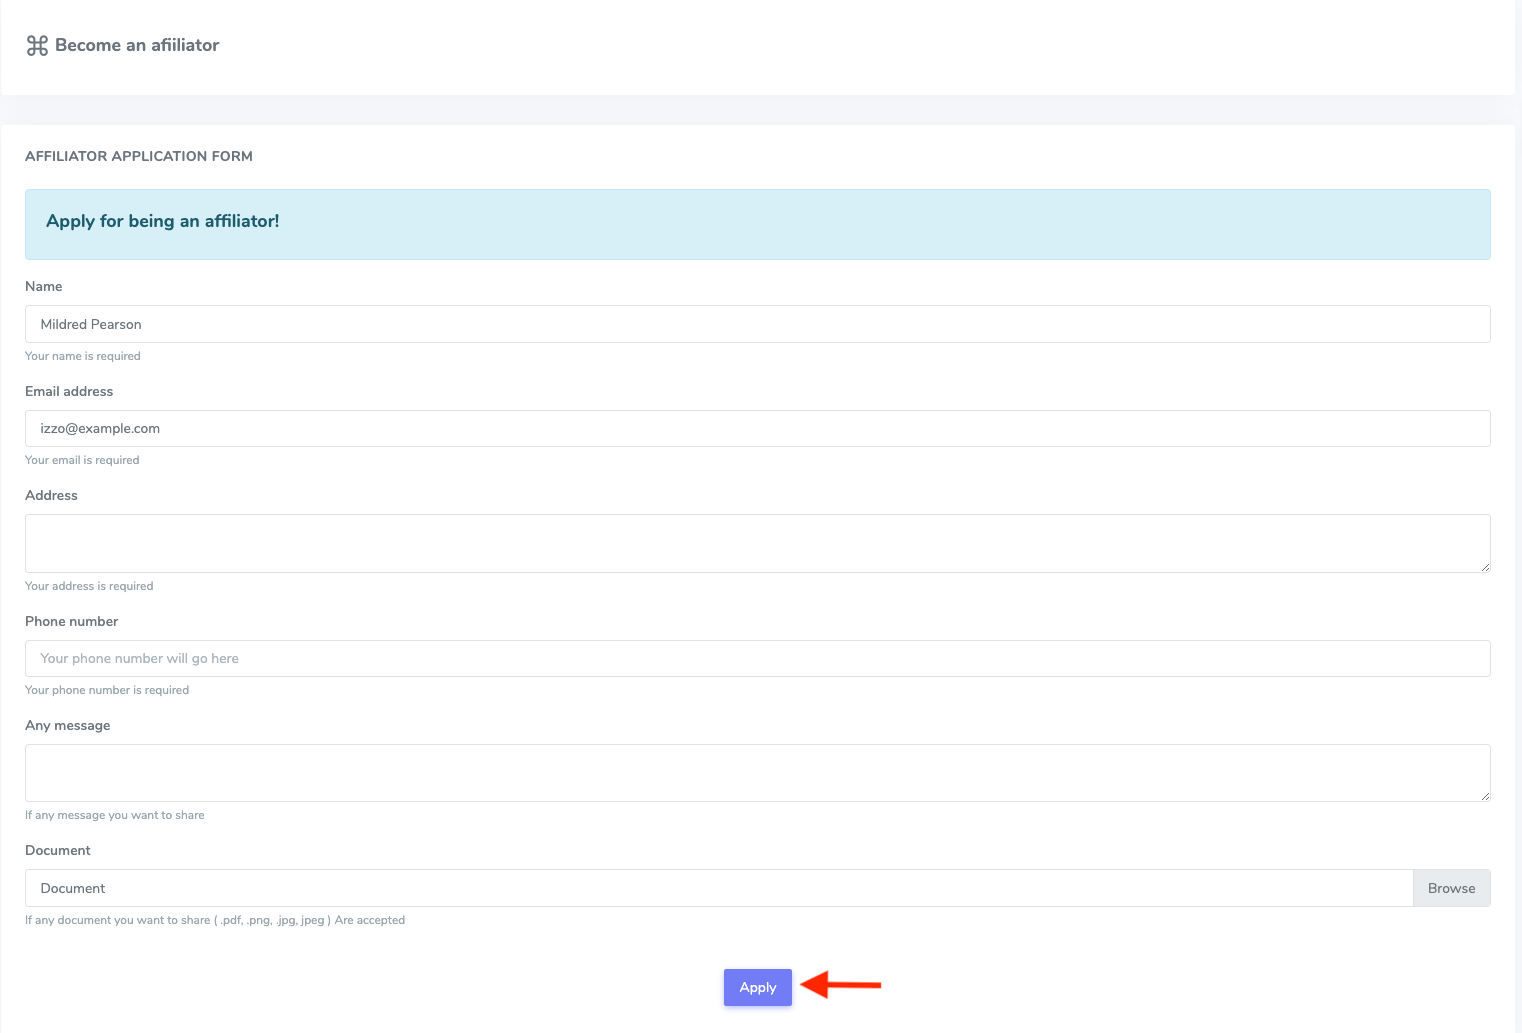 Become an afiiliator
AFFILIATOR APPLICATION FORM
Apply for being an affiliator!
Name
Mildred Pearson
Your name is required
Email address
izzo@example.com
Your email is required
Address
Your address is required
Phone number
Your phone number will go here
Your phone number is required
Any message
If any message you want to share
Document
Document
Browse
If any document you want to share ( .pdf, .png, .jpg, jpeg ) Are accepted
Apply